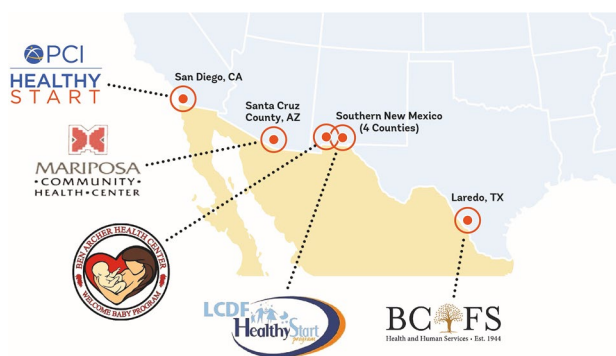 PCI
HEALTHY
START
San Diego, CA
Santa Cruz
County, AZ
Southern New Mexico
(4 Counties)
MARIPOSA
• COMMUNITY •
HEALTH • CENTER
Laredo, TX
BEN ARCHER HEALTH CENTER
WELCOME BABY PROGRAM
LCDF
HealthyStart
program
BCFS
Health and Human Services • Est. 1944